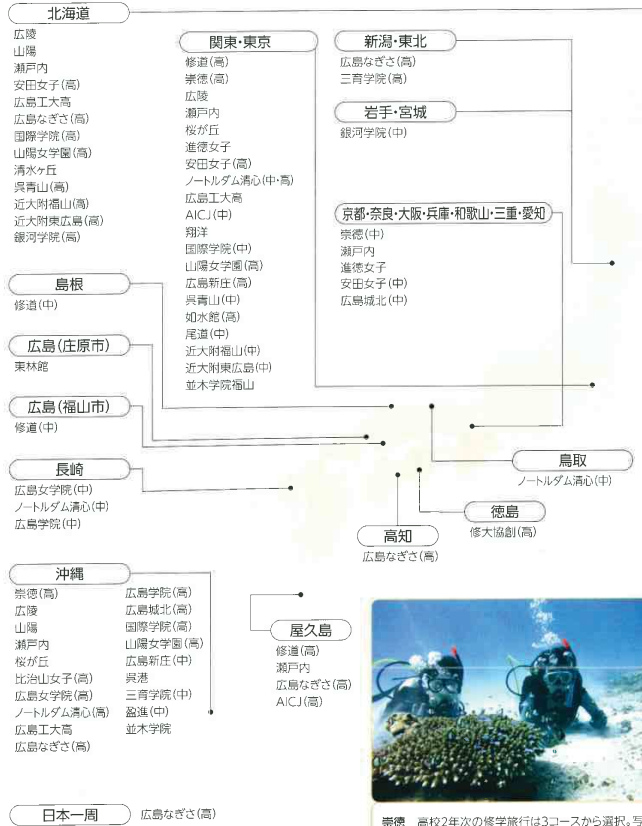 北海道
広陵
山陽
瀬戸内
安田女子(高)
広島工大高
広島なぎさ(高)
国際学院(高)
山陽女学園(高)
清水ヶ丘
呉青山(高)
近大附福山(高)
近大附東広島(高)
銀河学院(高)
関東・東京
修道(高)
崇徳(高)
広陵
瀬戸内
桜が丘
進徳女子
安田女子(高)
ノートルダム清心(中・高)
広島工大高
AICJ(中)
翔洋
国際学院(中)
山陽女学園(高)
広島新庄(高)
呉青山(中)
如水館(高)
尾道(中)
近大附福山(中)
近大附東広島(中)
並木学院福山
新潟・東北
広島なぎさ(高)
三育学院(高)
岩手・宮城
銀河学院(中)
京都・奈良・大阪・兵庫・和歌山・三重・愛知
崇徳(中)
瀬戸内
進徳女子
安田女子(中)
広島城北(中)
島根
修道(中)
広島(庄原市)
東林館
広島(福山市)
修道(中)
長崎
広島女学院(中)
ノートルダム清心(中)
広島学院(中)
鳥取
ノートルダム清心(中)
徳島
修大協創(高)
高知
広島なぎさ(高)
沖縄
崇徳(高)
広陵
山陽
瀬戸内
桜が丘
比治山女子(高)
広島女学院(高)
ノートルダム清心(高)
広島工大高
広島なぎさ(高)
広島学院(高)
広島城北(高)
国際学院(高)
山陽女学園(高)
広島新庄(中)
呉港
三育学院(中)
盈進(中)
並木学院
屋久島
修道(高)
瀬戸内
広島なぎさ(高)
AICJ(高)
日本一周 広島なぎさ(高)
崇徳 高校2年次の修学旅行は3コースから選択。写